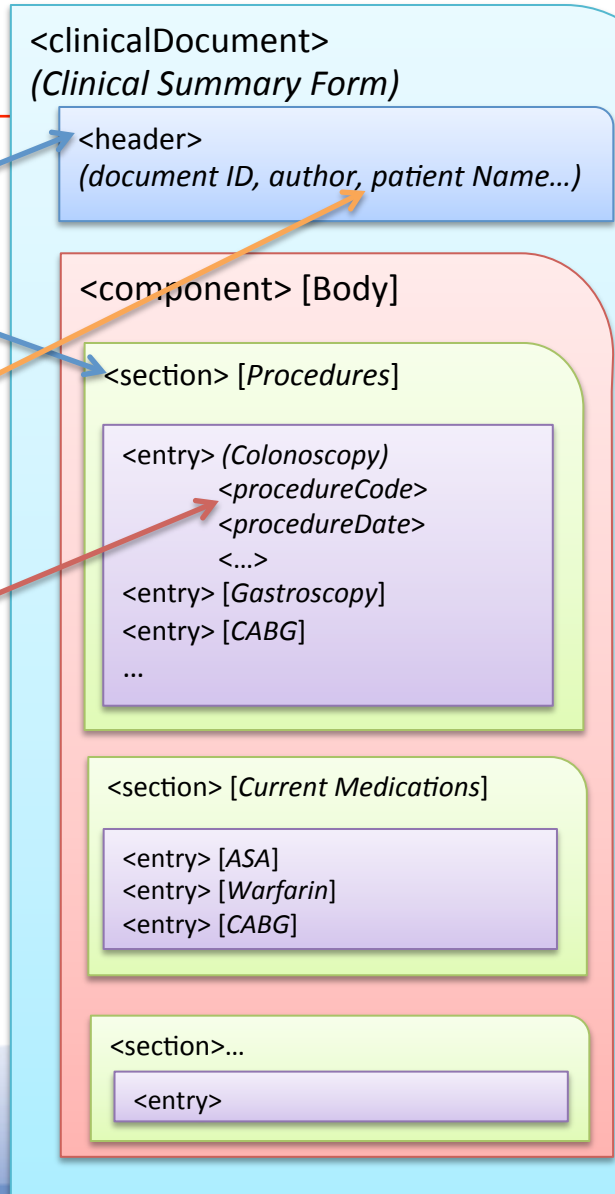 <clinicalDocument>
(Clinical Summary Form)
<header>
(document ID, author, patient Name…)
<component> [Body]
<section> [Procedures]
<entry> (Colonoscopy)
<procedureCode>
<procedureDate>
<…>
<entry> [Gastroscopy]
<entry> [CABG]
…
<section> [Current Medications]
<entry> [ASA]
<entry> [Warfarin]
<entry> [CABG]
<section>…
<entry>